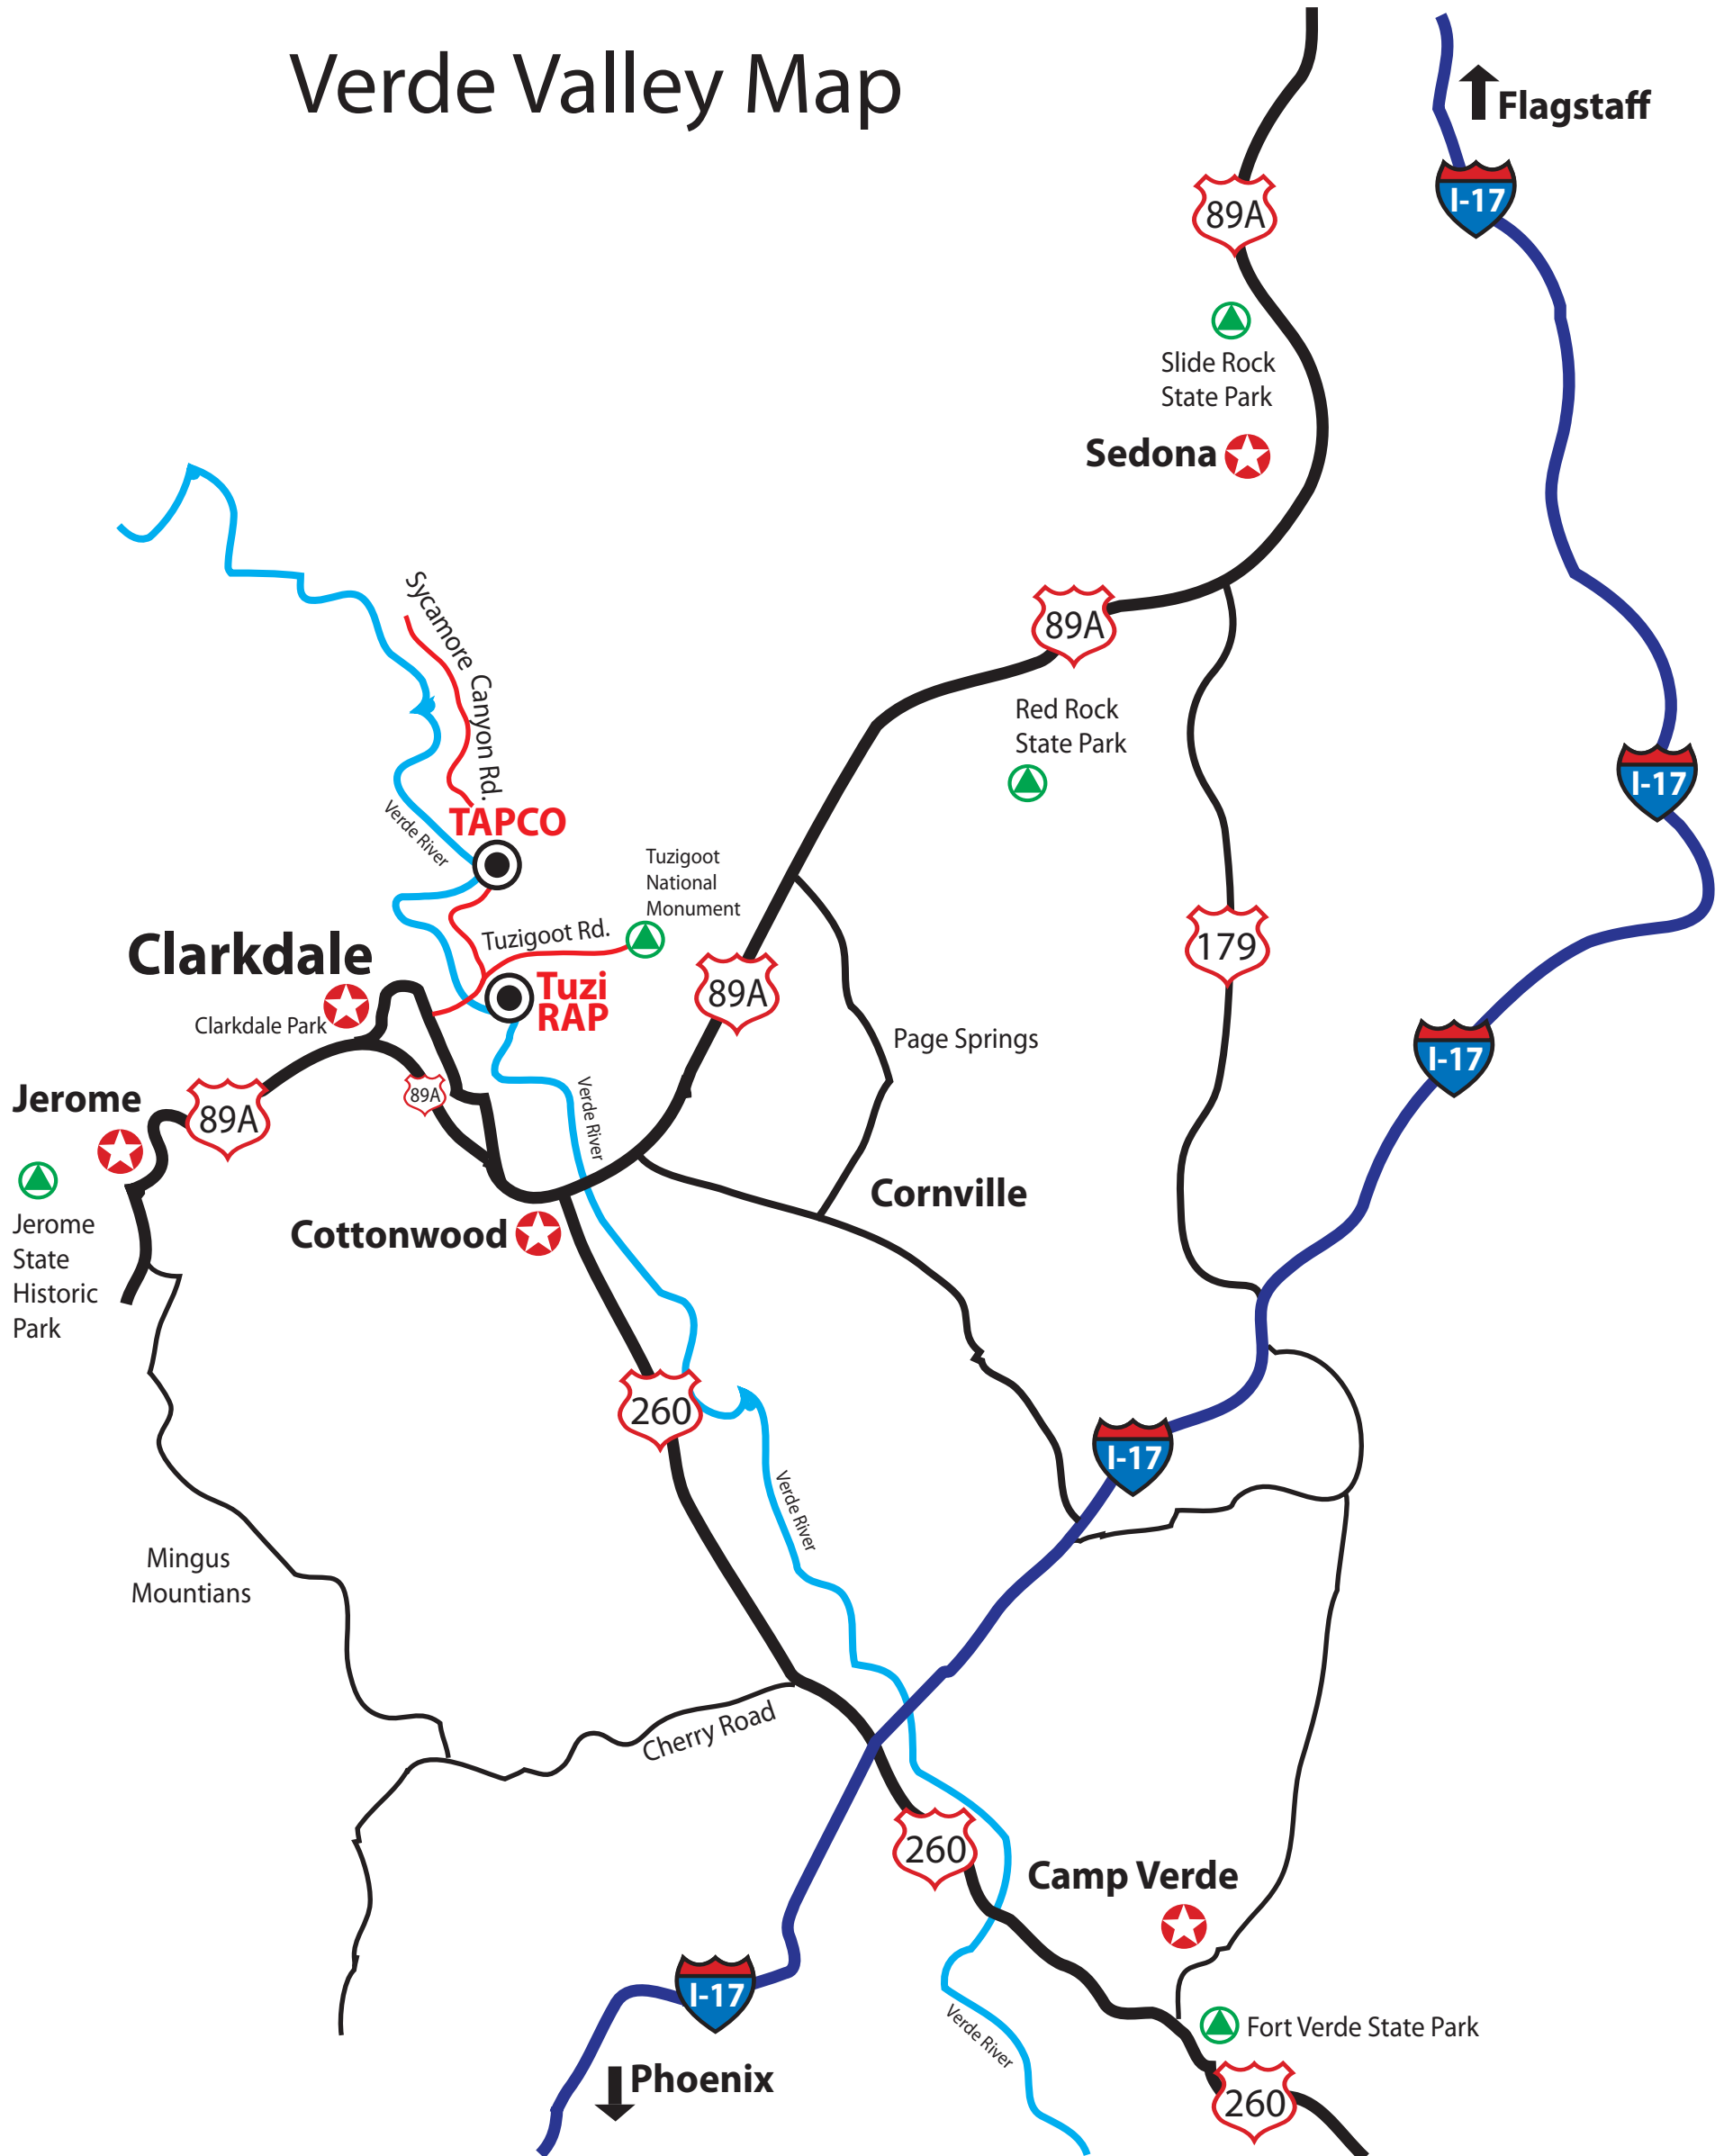 Verde Valley Map
Flagstaff
I-17
89A
Slide Rock
State Park
Sedona
89A
Sycamore Canyon Rd.
Red Rock
State Park
I-17
Verde River
TAPCO
Tuzigoot
National
Monument
Tuzigoot Rd.
Clarkdale
179
89A
Tuzi
RAP
Clarkdale Park
Page Springs
I-17
Jerome
89A
89A
Verde River
Cornville
Jerome
State
Historic
Park
Cottonwood
260
I-17
Verde River
Mingus
Mountians
Cherry Road
260
Camp Verde
I-17
Verde River
Fort Verde State Park
Phoenix
260